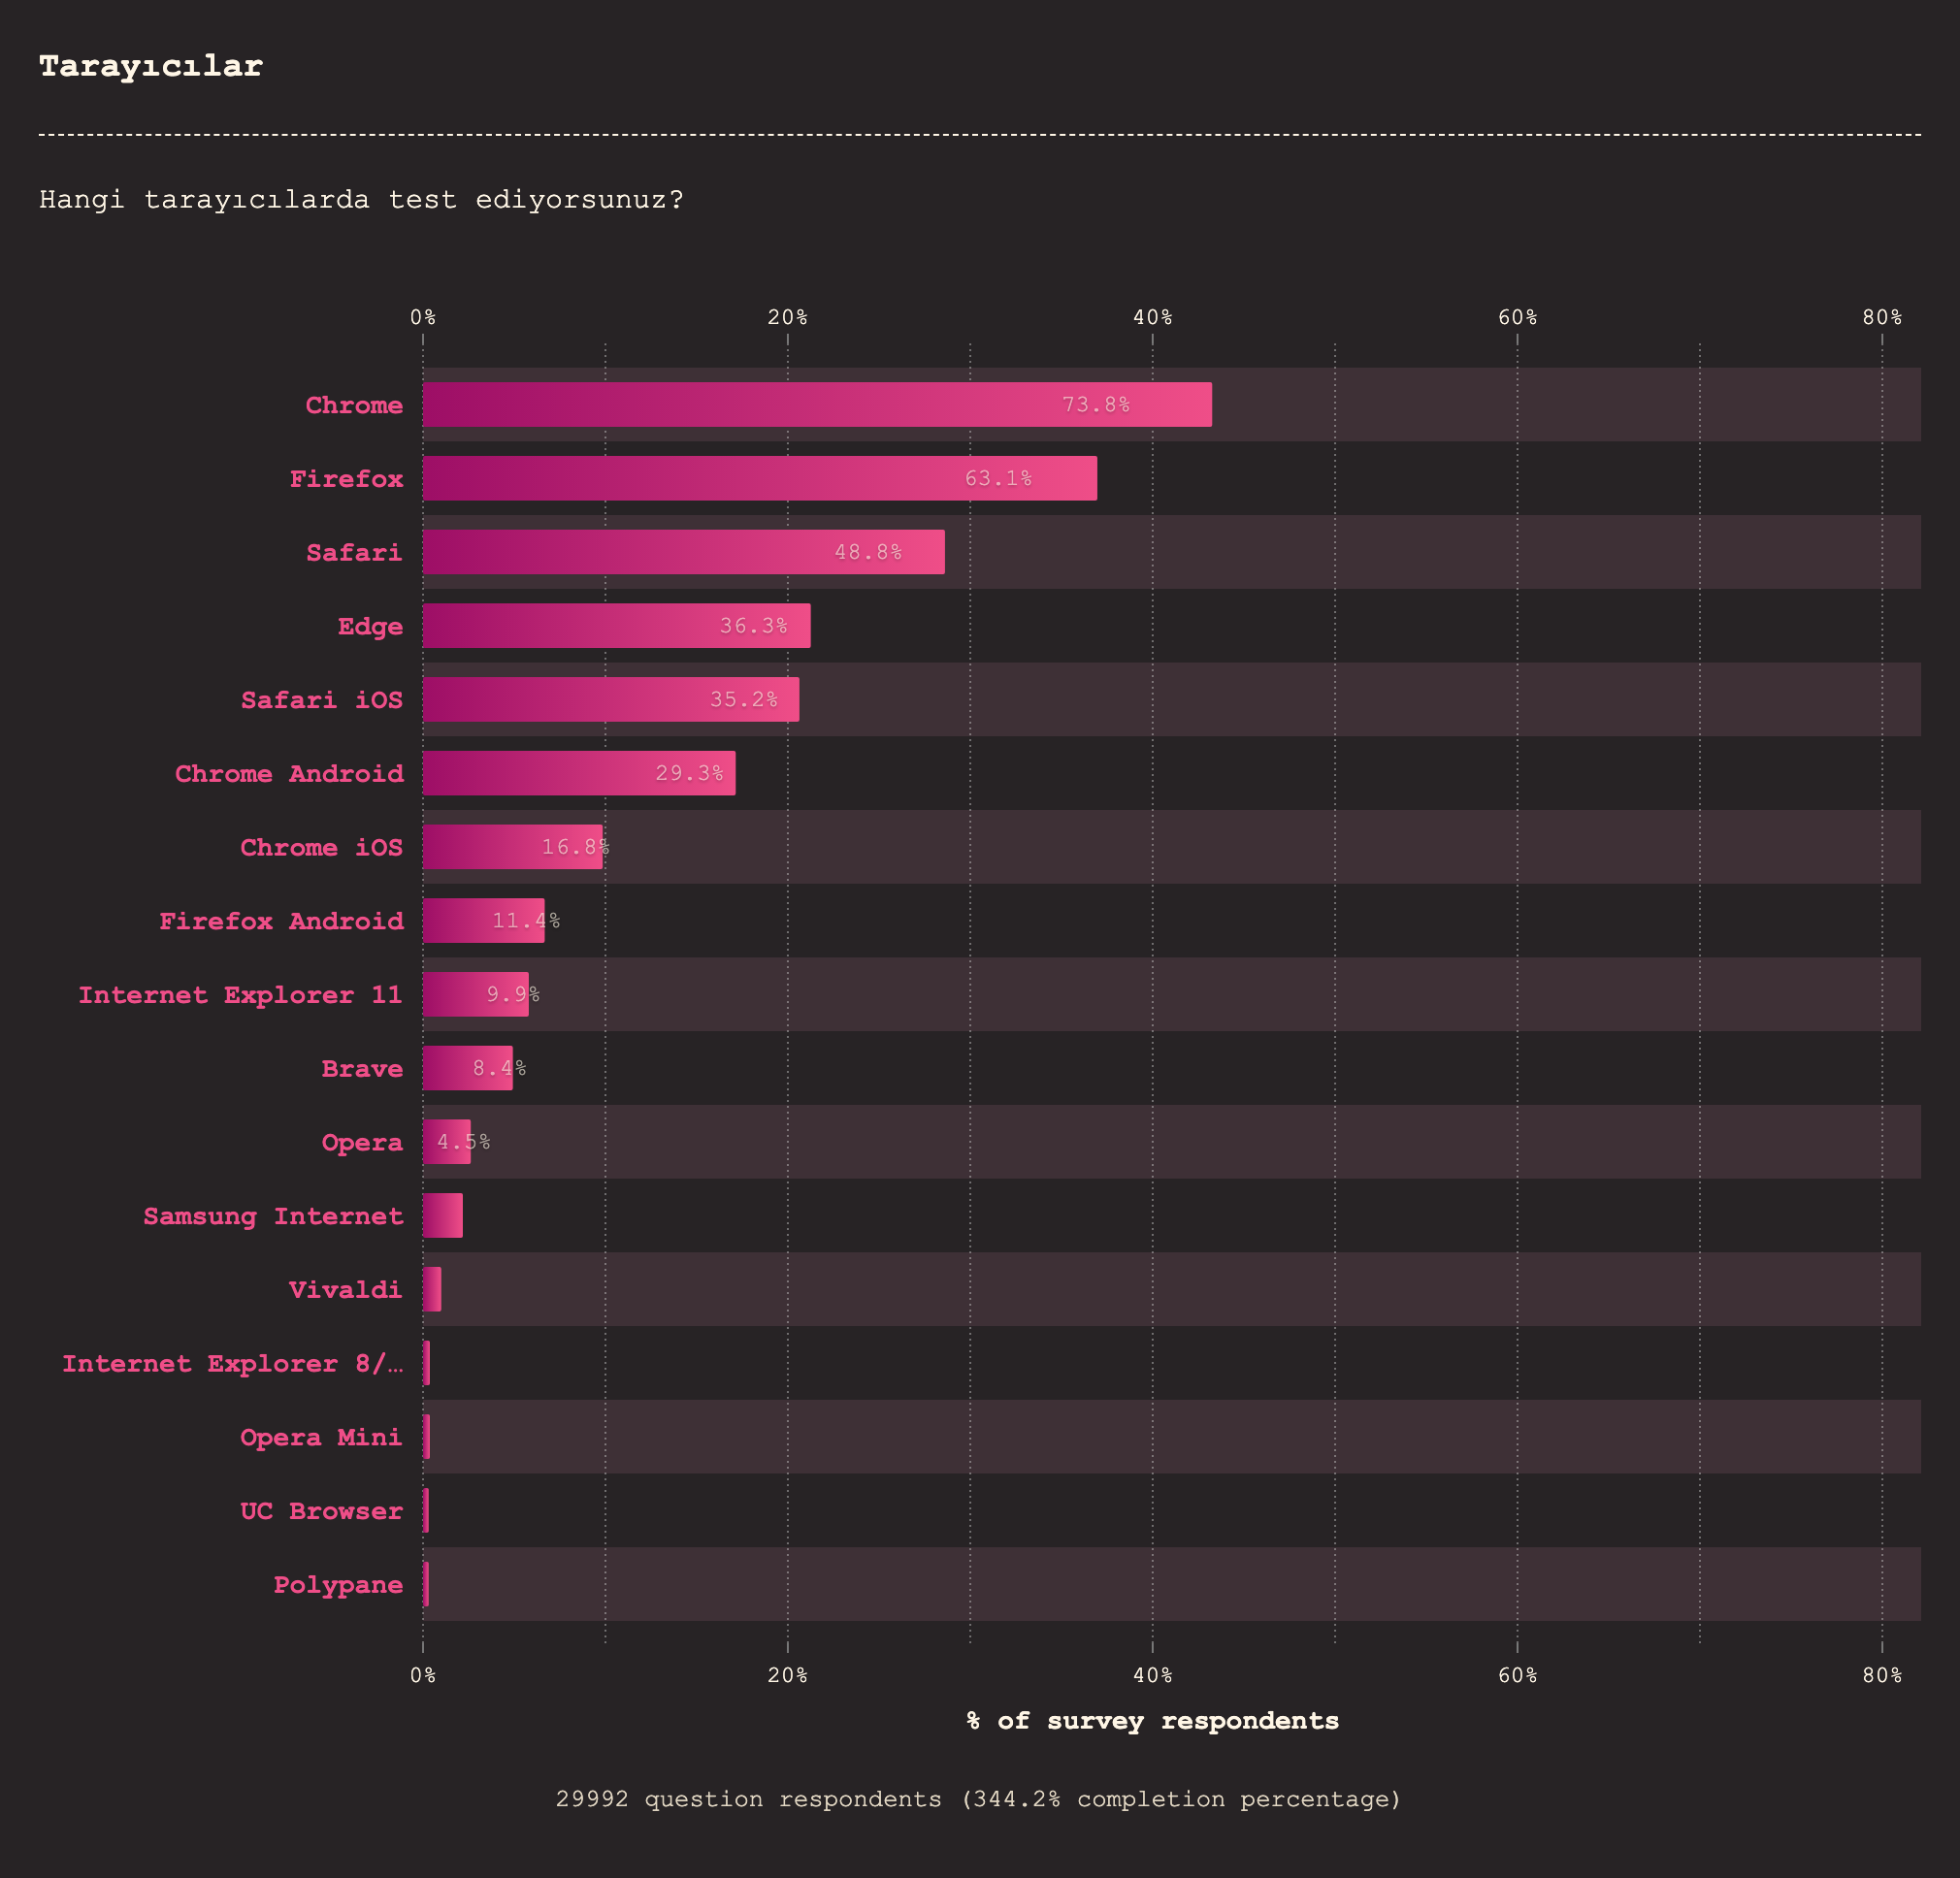 Tarayıcılar
Hangi tarayıcılarda test ediyorsunuz?
0% 20% 40% 60% 80%
Chrome 73.8%
Firefox 63.1%
Safari 48.8%
Edge 36.3%
Safari iOS 35.2%
Chrome Android 29.3%
Chrome iOS 16.8%
Firefox Android 11.4%
Internet Explorer 11 9.9%
Brave 8.4%
Opera 4.5%
Samsung Internet
Vivaldi
Internet Explorer 8/…
Opera Mini
UC Browser
Polypane
0% 20% 40% 60% 80%
% of survey respondents
29992 question respondents (344.2% completion percentage)